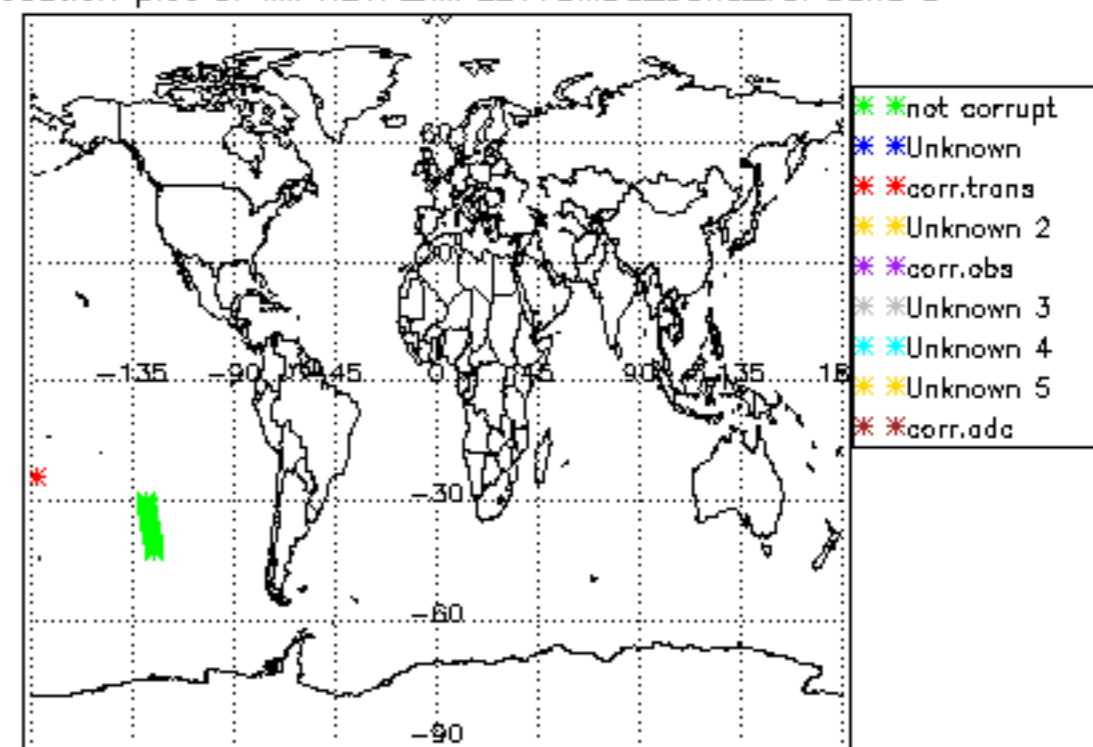 not corrupt
Unknown
corr.trans
Unknown 2
corr.obs
Unknown 3
Unknown 4
Unknown 5
corr.adc
60
-135 -90 45 0 45 90 135
-30
-60
-90